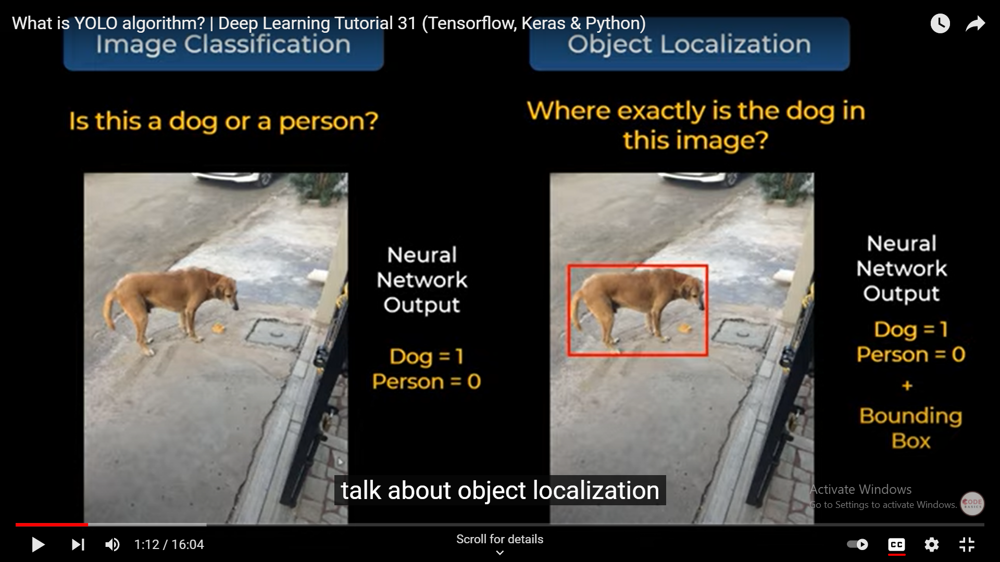 What is YOLO algorithm? | Deep Learning Tutorial 31 (Tensorflow, Keras & Python)
Image Classification
Is this a dog or a person?
Neural
Network
Output
Dog = 1
Person = 0
Object Localization
Where exactly is the dog in
this image?
Neural
Network
Output
Dog = 1
Person = 0
+
Bounding
Box
talk about object localization
Activate Windows
Go to Settings to activate Windows.
CODE
BASICS
1:12 / 16:04
Scroll for details
CC